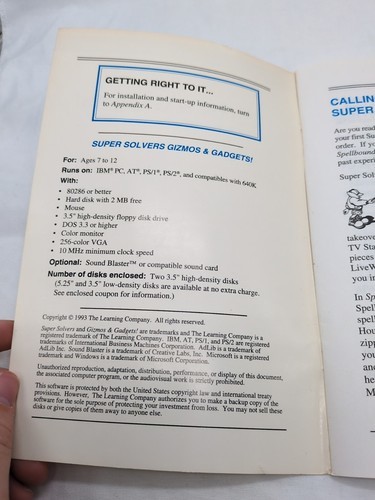 GETTING RIGHT TO IT...
For installation and start-up information, turn
to Appendix A.
SUPER SOLVERS GIZMOS & GADGETS!
For: Ages 7 to 12
Runs on: IBM® PC, AT®, PS/1®, PS/2®, and compatibles with 640K
With:
• 80286 or better
• Hard disk with 2 MB free
• Mouse
• 3.5" high-density floppy disk drive
• DOS 3.3 or higher
• Color monitor
• 256-color VGA
• 10 MHz minimum clock speed
Optional: Sound Blaster™ or compatible sound card
Number of disks enclosed: Two 3.5" high-density disks
(5.25" and 3.5" low-density disks are available at no extra charge.
See enclosed coupon for information.)
Copyright © 1993 The Learning Company. All rights reserved.
Super Solvers and Gizmos & Gadgets! are trademarks and The Learning Company is a
registered trademark of The Learning Company. IBM, AT, PS/1, and PS/2 are registered
trademarks of International Business Machines Corporation. AdLib is a trademark of
AdLib Inc. Sound Blaster is a trademark of Creative Labs, Inc. Microsoft is a registered
trademark and Windows is a trademark of Microsoft Corporation.
Unauthorized reproduction, adaptation, distribution, performance, or display of this document,
the associated computer program, or the audiovisual work is strictly prohibited.
This software is protected by both the United States copyright law and international treaty
provisions. However, The Learning Company authorizes you to make a backup copy of the
software for the sole purpose of protecting your investment from loss. You may not sell these
disks or give copies of them away to anyone else.
CALLIN
SUPER
Are you read
your first Su
order. If yo
Spellbound
past experi
Super Sol
takeove
TV Sta
pieces
LiveW
you in
In Sp
Spell
spell
Hou
zipp
you
hea
he
M